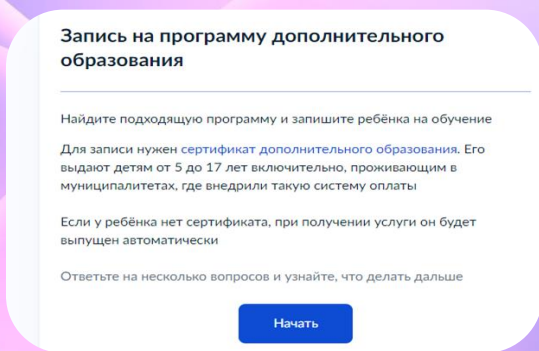 Запись на программу дополнительного
образования
Найдите подходящую программу и запишите ребёнка на обучение
Для записи нужен сертификат дополнительного образования. Его
выдают детям от 5 до 17 лет включительно, проживающим в
муниципалитетах, где внедрили такую систему оплаты
Если у ребёнка нет сертификата, при получении услуги он будет
выпущен автоматически
Ответьте на несколько вопросов и узнайте, что делать дальше
Начать